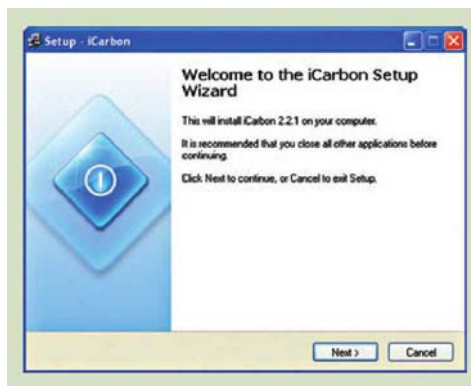 Setup - iCarbon
Welcome to the iCarbon Setup
Wizard
This will install iCarbon 2.2.1 on your computer.
It is recommended that you close all other applications before
continuing.
Click Next to continue, or Cancel to exit Setup.
Next >
Cancel